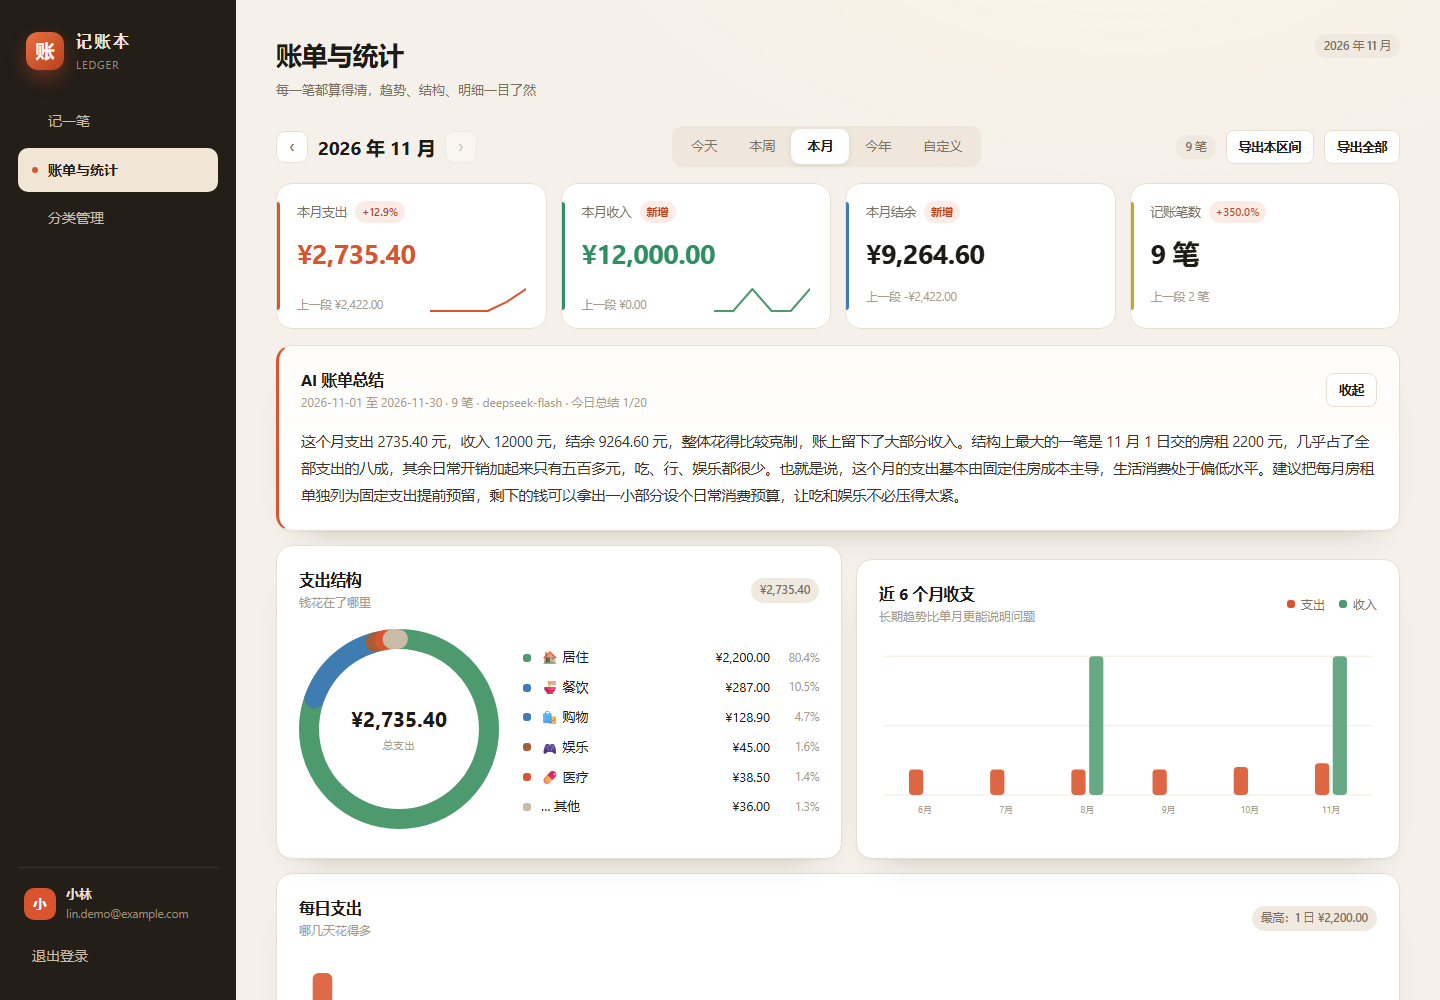 账
记账本
LEDGER
记一笔
账单与统计
分类管理
小
小林
lin.demo@example.com
退出登录
账单与统计
2026 年 11 月
每一笔都算得清，趋势、结构、明细一目了然
‹
2026 年 11 月
›
今天
本周
本月
今年
自定义
9 笔
导出本区间
导出全部
本月支出
+12.9%
¥2,735.40
上一段 ¥2,422.00
本月收入
新增
¥12,000.00
上一段 ¥0.00
本月结余
新增
¥9,264.60
上一段 -¥2,422.00
记账笔数
+350.0%
9 笔
上一段 2 笔
AI 账单总结
2026-11-01 至 2026-11-30 · 9 笔 · deepseek-flash · 今日总结 1/20
收起
这个月支出 2735.40 元，收入 12000 元，结余 9264.60 元，整体花得比较克制，账上留下了大部分收入。结构上最大的一笔是 11 月 1 日交的房租 2200 元，几乎占了全
部支出的八成，其余日常开销加起来只有五百多元，吃、行、娱乐都很少。也就是说，这个月的支出基本由固定住房成本主导，生活消费处于偏低水平。建议把每月房租
单独列为固定支出提前预留，剩下的钱可以拿出一小部分设个日常消费预算，让吃和娱乐不必压得太紧。
支出结构
钱花在了哪里
¥2,735.40
¥2,735.40
总支出
居住 ¥2,200.00 80.4%
餐饮 ¥287.00 10.5%
购物 ¥128.90 4.7%
娱乐 ¥45.00 1.6%
医疗 ¥38.50 1.4%
... 其他 ¥36.00 1.3%
近 6 个月收支
长期趋势比单月更能说明问题
支出
收入
6月
7月
8月
9月
10月
11月
每日支出
哪几天花得多
最高：1 日 ¥2,200.00